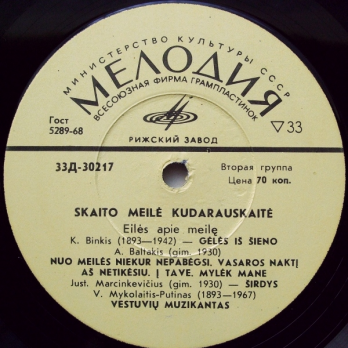 МИНИСТЕРСТВО КУЛЬТУРЫ СССР
МЕЛОДИЯ
ВСЕСОЮЗНАЯ ФИРМА ГРАМПЛАСТИНОК
Гост
5289-68
▽33
РИЖСКИЙ ЗАВОД
33Д-30217
Вторая группа
Цена 70 коп.
SKAITO MEILĖ KUDARAUSKAITĖ
Eilės apie meilę
K. Binkis (1893—1942) – GĖLĖS IŠ ŠIENO
A. Baltakis (gim. 1930)
NUO MEILĖS NIEKUR NEPABĖGSI. VASAROS NAKTĮ
AŠ NETIKĖSIU. Į TAVE. MYLĖK MANE
Just. Marcinkevičius (gim. 1930) – ŠIRDYS
V. Mykolaitis-Putinas (1893—1967)
VESTUVIŲ MUZIKANTAS